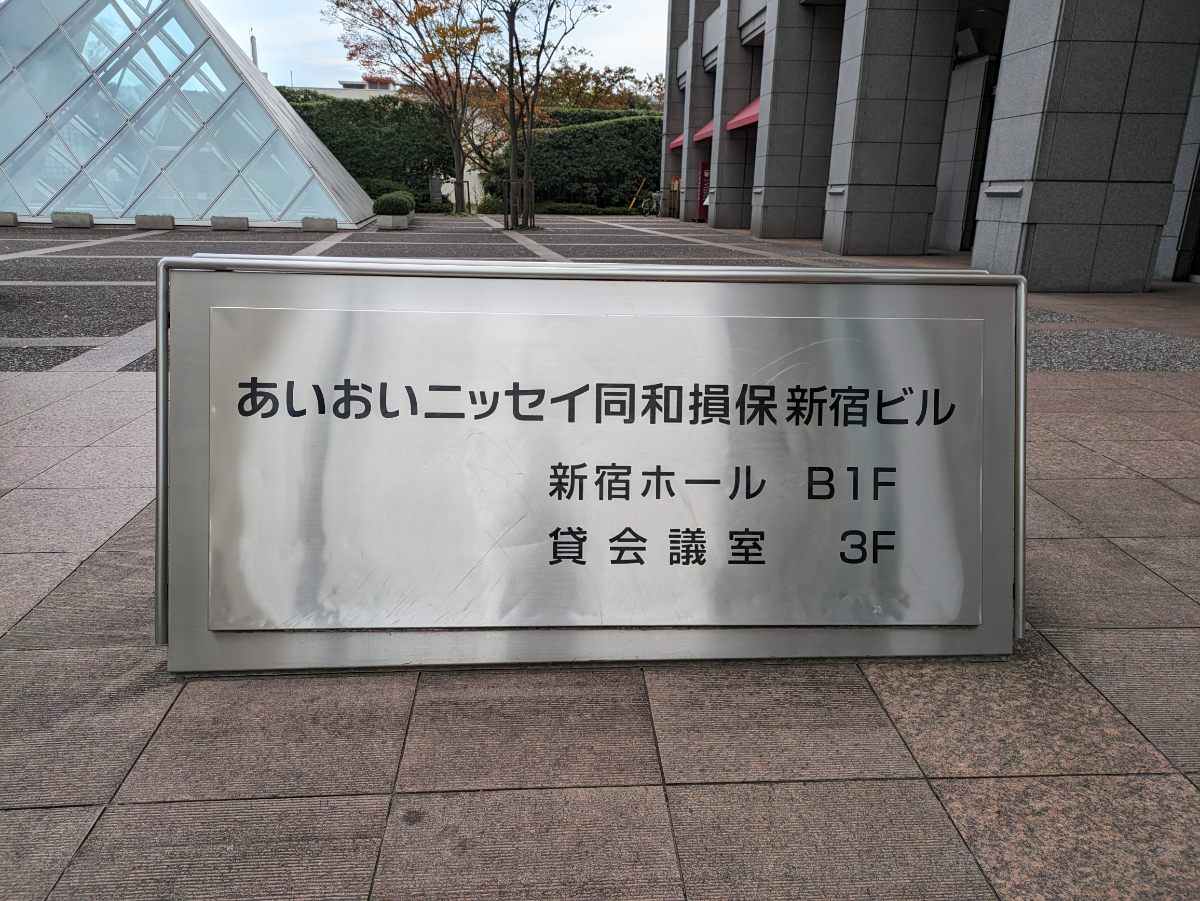 あいおいニッセイ同和損保新宿ビル
新宿ホール B1F
貸会議室 3F